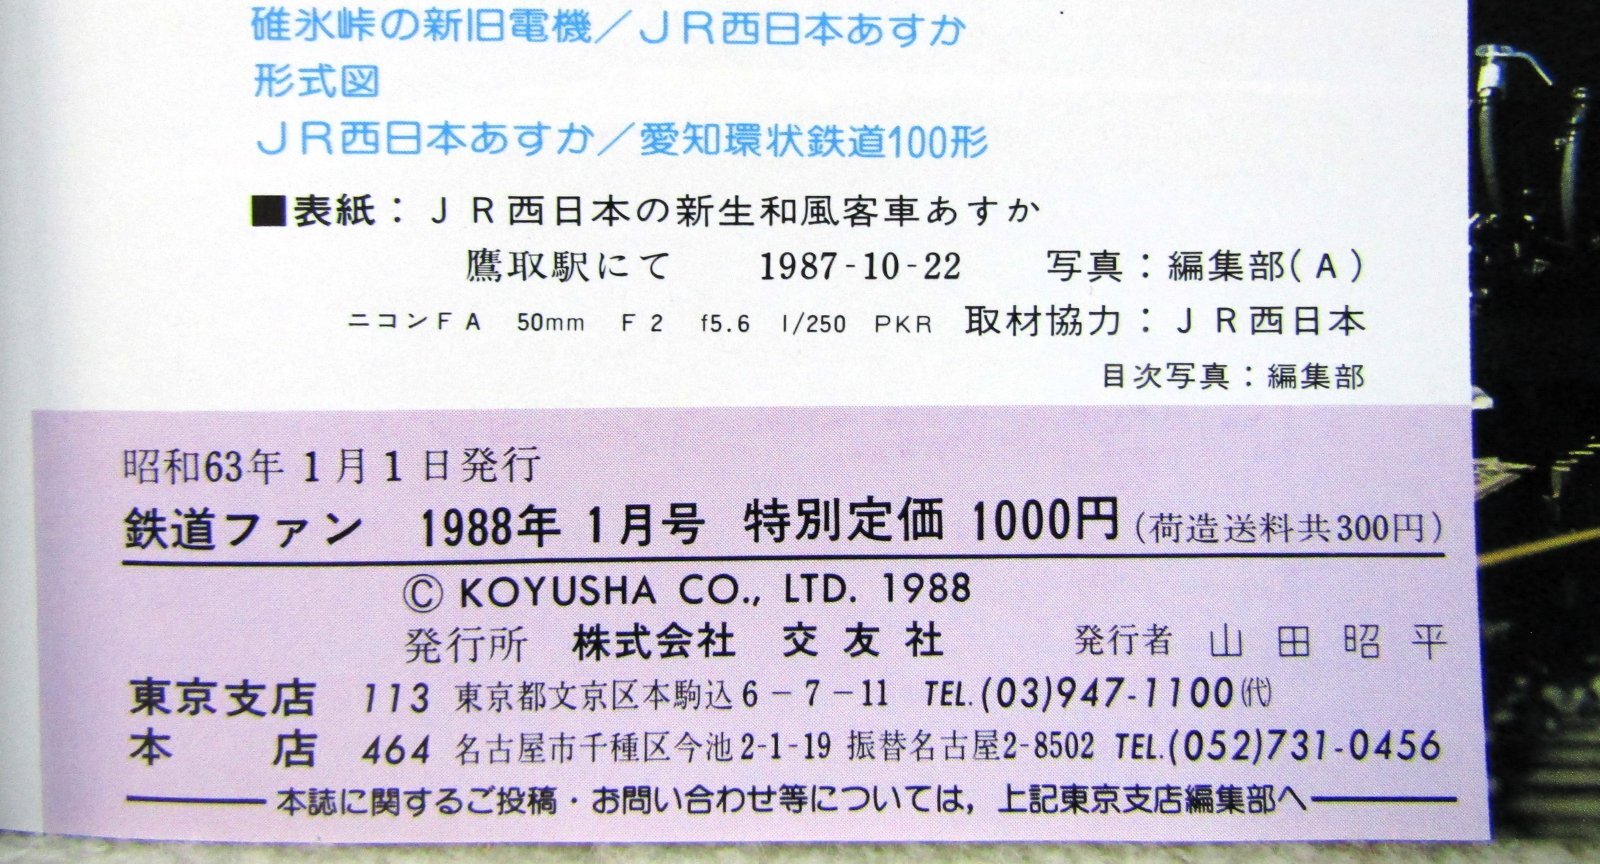 碓氷峠の新旧電機／ＪＲ西日本あすか
形式図
ＪＲ西日本あすか／愛知環状鉄道100形
■表紙：ＪＲ西日本の新生和風客車あすか
鷹取駅にて 1987-10-22 写真：編集部(A)
ニコンＦＡ 50mm F2 f5.6 1/250 PKR 取材協力：ＪＲ西日本
目次写真：編集部
昭和63年1月1日発行
鉄道ファン 1988年1月号 特別定価 1000円(荷造送料共300円)
© KOYUSHA CO., LTD. 1988
発行所 株式会社 交友社 発行者 山田昭平
東京支店 113 東京都文京区本駒込6－7－11 TEL.(03)947-1100㈹
本店 464 名古屋市千種区今池2-1-19 振替名古屋2-8502 TEL.(052)731-0456
本誌に関するご投稿・お問い合わせ等については，上記東京支店編集部へ